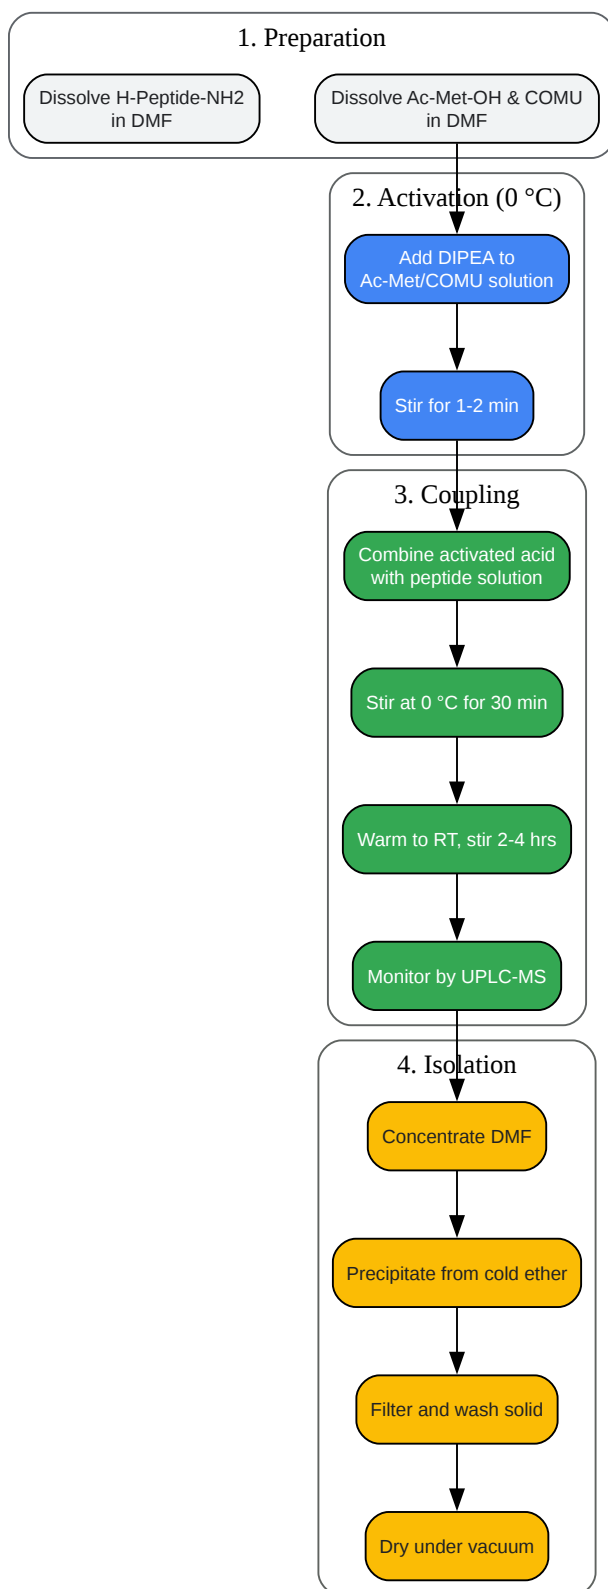 1. Preparation
Dissolve H-Peptide-NH2
in DMF
Dissolve Ac-Met-OH & COMU
in DMF
2. Activation (0 °C)
Add DIPEA to
Ac-Met/COMU solution
Stir for 1-2 min
3. Coupling
Combine activated acid
with peptide solution
Stir at 0 °C for 30 min
Warm to RT, stir 2-4 hrs
Monitor by UPLC-MS
4. Isolation
Concentrate DMF
Precipitate from cold ether
Filter and wash solid
Dry under vacuum